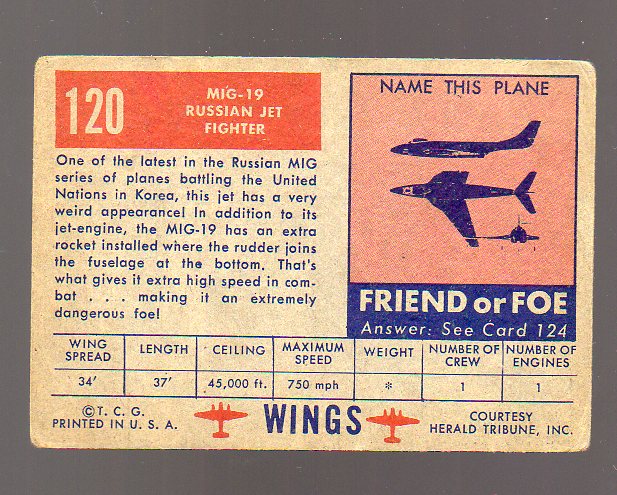 120
MIG-19
RUSSIAN JET
FIGHTER
One of the latest in the Russian MIG
series of planes battling the United
Nations in Korea, this jet has a very
weird appearance! In addition to its
jet-engine, the MIG-19 has an extra
rocket installed where the rudder joins
the fuselage at the bottom. That's
what gives it extra high speed in com-
bat . . . making it an extremely
dangerous foe!
NAME THIS PLANE
FRIEND or FOE
Answer: See Card 124
WING SPREAD LENGTH CEILING MAXIMUM SPEED WEIGHT NUMBER OF CREW NUMBER OF ENGINES
34' 37' 45,000 ft. 750 mph * 1 1
©T. C. G.
PRINTED IN U. S. A.
WINGS
COURTESY
HERALD TRIBUNE, INC.